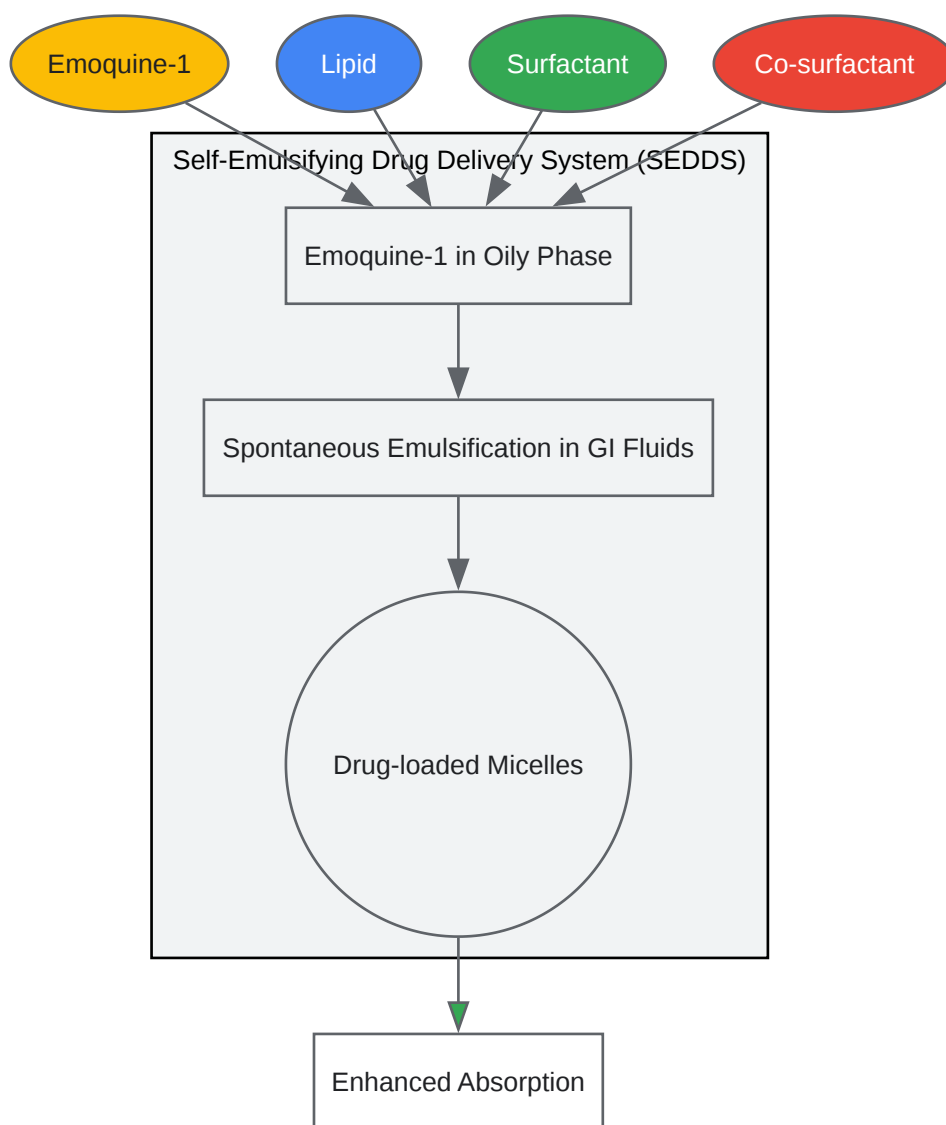 Emoquine-1
Lipid
Surfactant
Co-surfactant
Self-Emulsifying Drug Delivery System (SEDDS)
Emoquine-1 in Oily Phase
Spontaneous Emulsification in GI Fluids
Drug-loaded Micelles
Enhanced Absorption